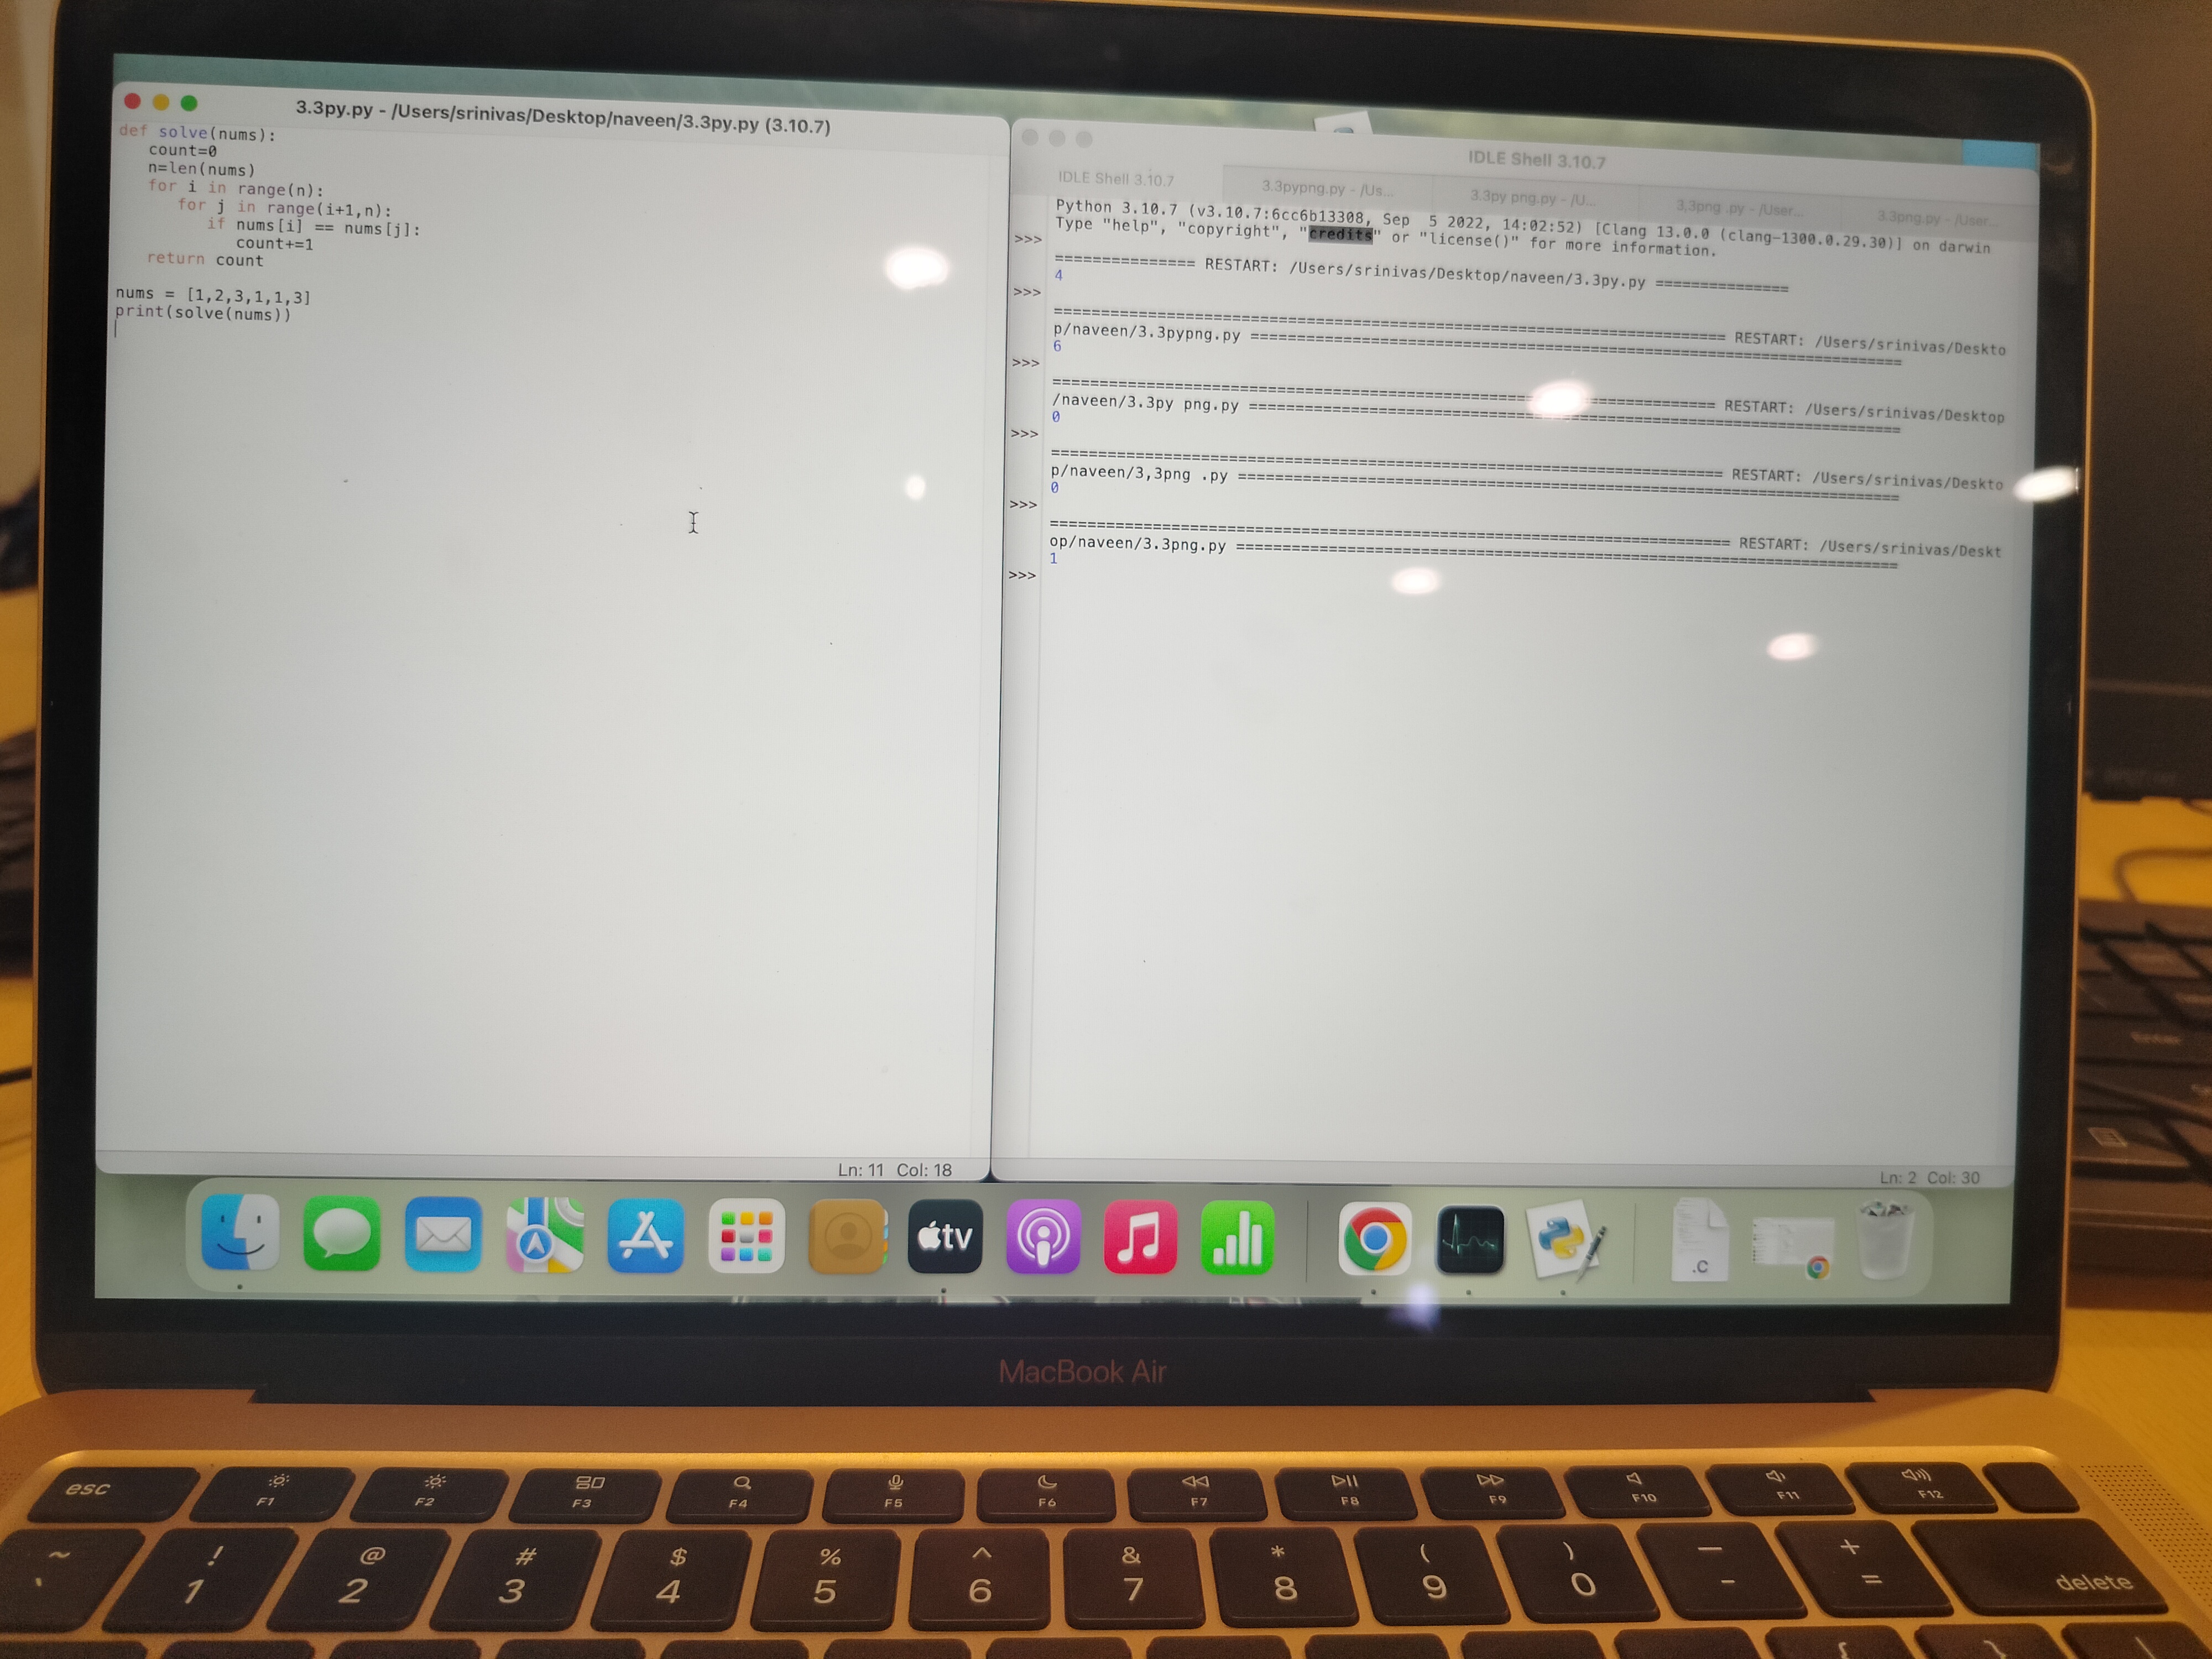 3.3py.py - /Users/srinivas/Desktop/naveen/3.3py.py (3.10.7)
def solve(nums):
   count=0
   n=len(nums)
   for i in range(n):
      for j in range(i+1,n):
         if nums[i] == nums[j]:
            count+=1
   return count

nums = [1,2,3,1,1,3]
print(solve(nums))
Ln: 11 Col: 18
IDLE Shell 3.10.7
IDLE Shell 3.10.7 3.3pypng.py - /Us... 3.3py png.py - /U... 3,3png .py - /User... 3.3png.py - /User...
Python 3.10.7 (v3.10.7:6cc6b13308, Sep  5 2022, 14:02:52) [Clang 13.0.0 (clang-1300.0.29.30)] on darwin
Type "help", "copyright", "credits" or "license()" for more information.
>>>
=============== RESTART: /Users/srinivas/Desktop/naveen/3.3py.py ==============
4
>>>
======================================================================= RESTART: /Users/srinivas/Deskto
p/naveen/3.3pypng.py =====================================================================
6
>>>
====================================================================== RESTART: /Users/srinivas/Desktop
/naveen/3.3py png.py =====================================================================
0
>>>
======================================================================= RESTART: /Users/srinivas/Deskto
p/naveen/3,3png .py ======================================================================
0
>>>
======================================================================== RESTART: /Users/srinivas/Deskt
op/naveen/3.3png.py ======================================================================
1
>>>
Ln: 2 Col: 30
tv
.C
MacBook Air
esc F1 F2 F3 F4 F5 F6 F7 F8 F9 F10 F11 F12
~ ! @ # $ % ^ & * ( ) — +
` 1 2 3 4 5 6 7 8 9 0 - = delete
{ } |